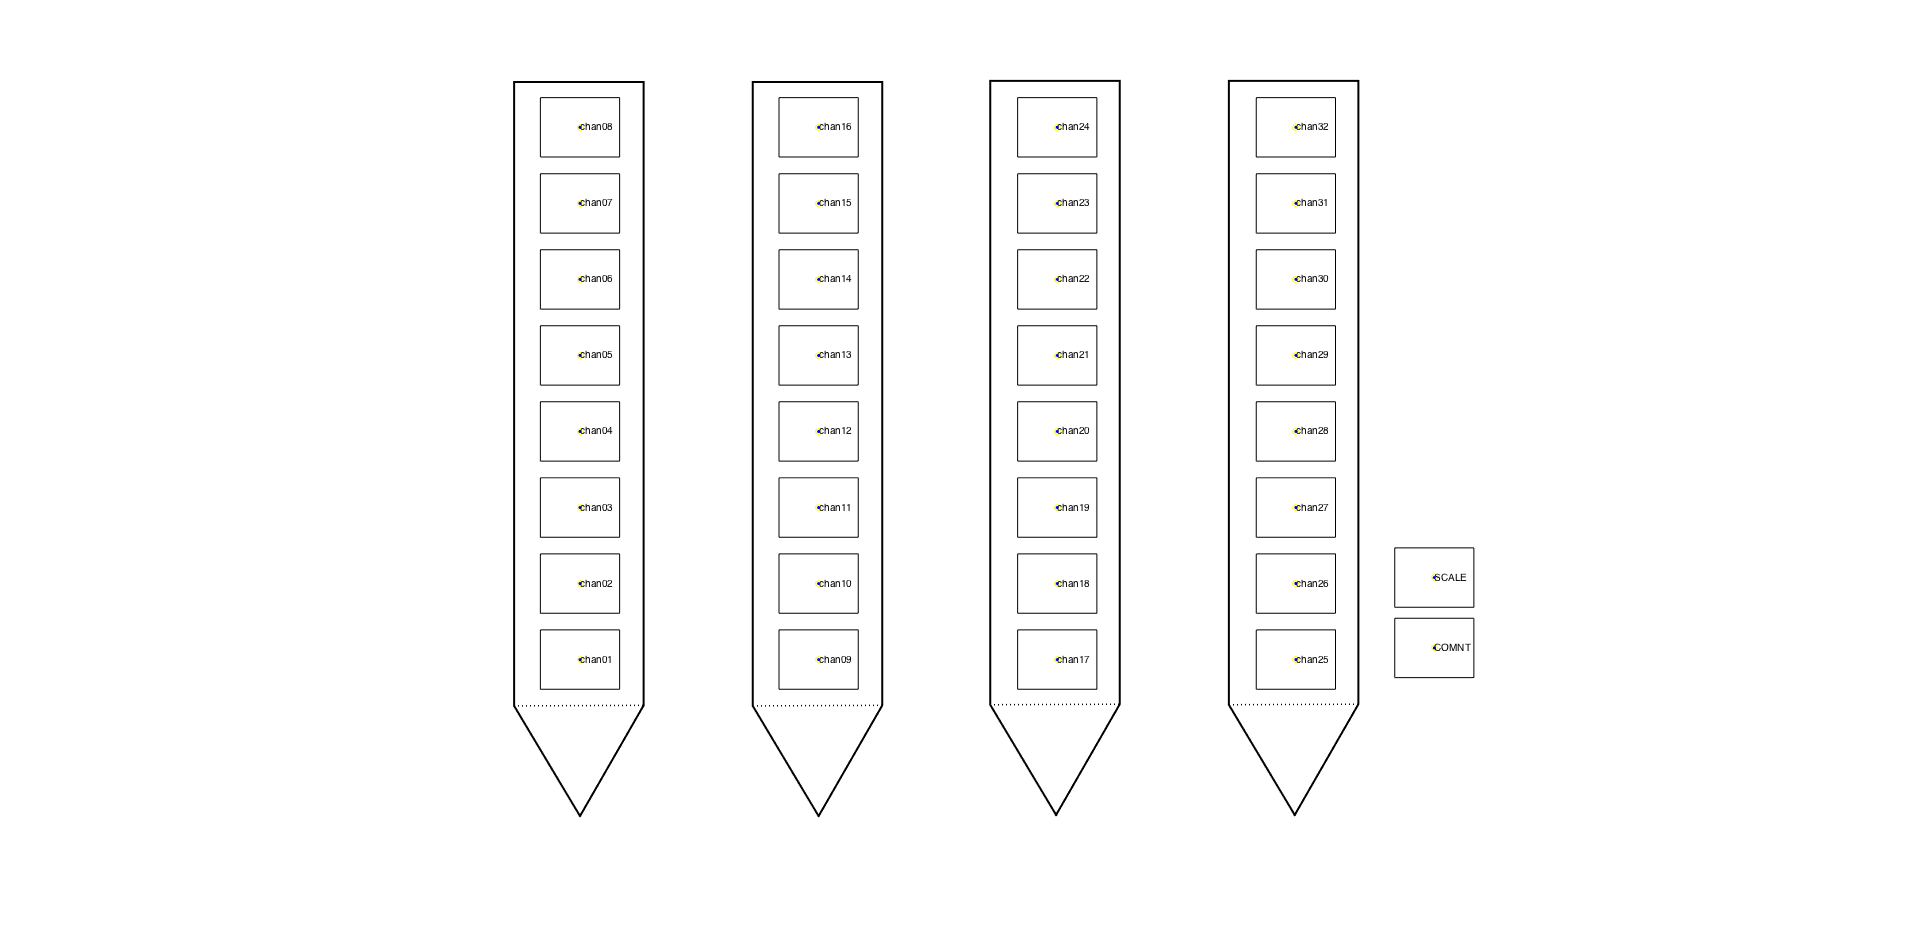 chan08 chan16 chan24 chan32
chan07 chan15 chan23 chan31
chan06 chan14 chan22 chan30
chan05 chan13 chan21 chan29
chan04 chan12 chan20 chan28
chan03 chan11 chan19 chan27
SCALE
chan02 chan10 chan18 chan26
COMNT
chan01 chan09 chan17 chan25